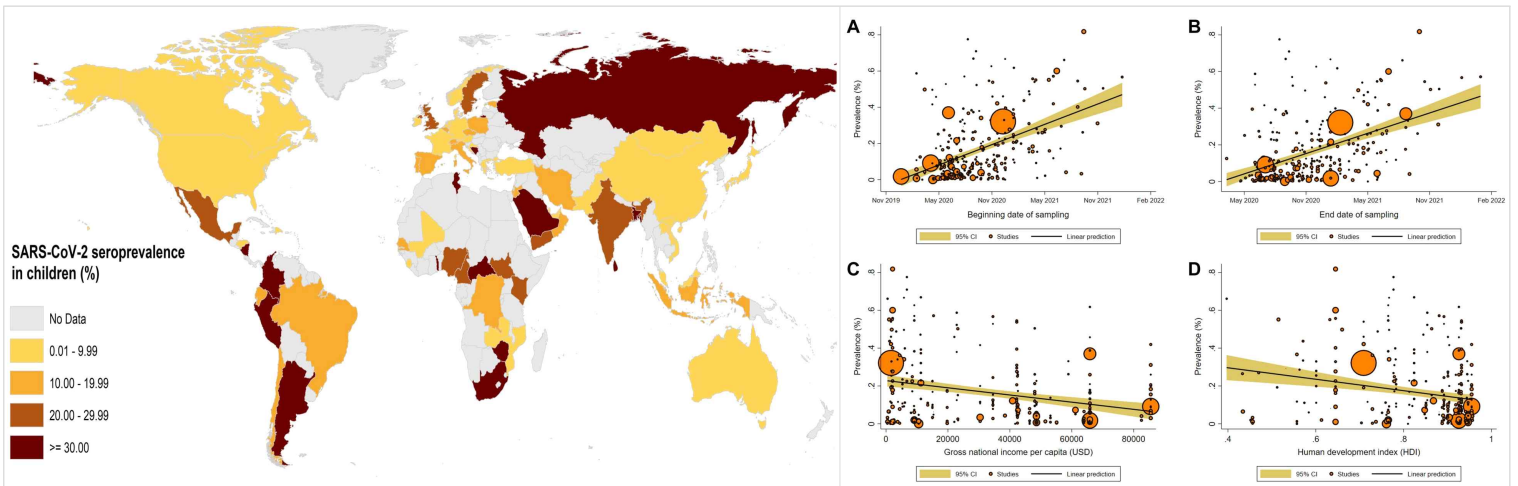 SARS-CoV-2 seroprevalence
in children (%)
No Data
0.01 - 9.99
10.00 - 19.99
20.00 - 29.99
>= 30.00
A
Prevalence (%)
.8
.6
.4
.2
0
Nov 2019 May 2020 Nov 2020 May 2021 Nov 2021 Feb 2022
Beginning date of sampling
95% CI Studies Linear prediction
B
Prevalence (%)
.8
.6
.4
.2
0
May 2020 Nov 2020 May 2021 Nov 2021 Feb 2022
End date of sampling
95% CI Studies Linear prediction
C
Prevalence (%)
.8
.6
.4
.2
0
0 20000 40000 60000 80000
Gross national income per capita (USD)
95% CI Studies Linear prediction
D
Prevalence (%)
.8
.6
.4
.2
0
.4 .6 .8 1
Human development index (HDI)
95% CI Studies Linear prediction